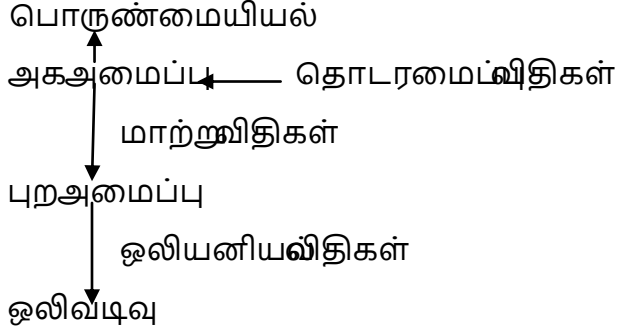 பொருண்மையியல்
அகஅமைப்பு தொடரமைப்புவிதிகள்
மாற்றுவிதிகள்
புறஅமைப்பு
ஒலியனியல்விதிகள்
ஒலிவடிவு